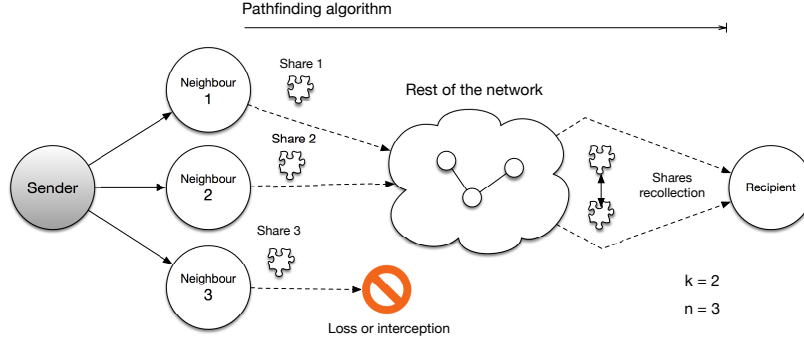 Pathfinding algorithm
Share 1
Neighbour
1
Rest of the network
Share 2
Neighbour
2
Sender
Shares
recollection
Recipient
Share 3
Neighbour
3
k = 2
n = 3
Loss or interception